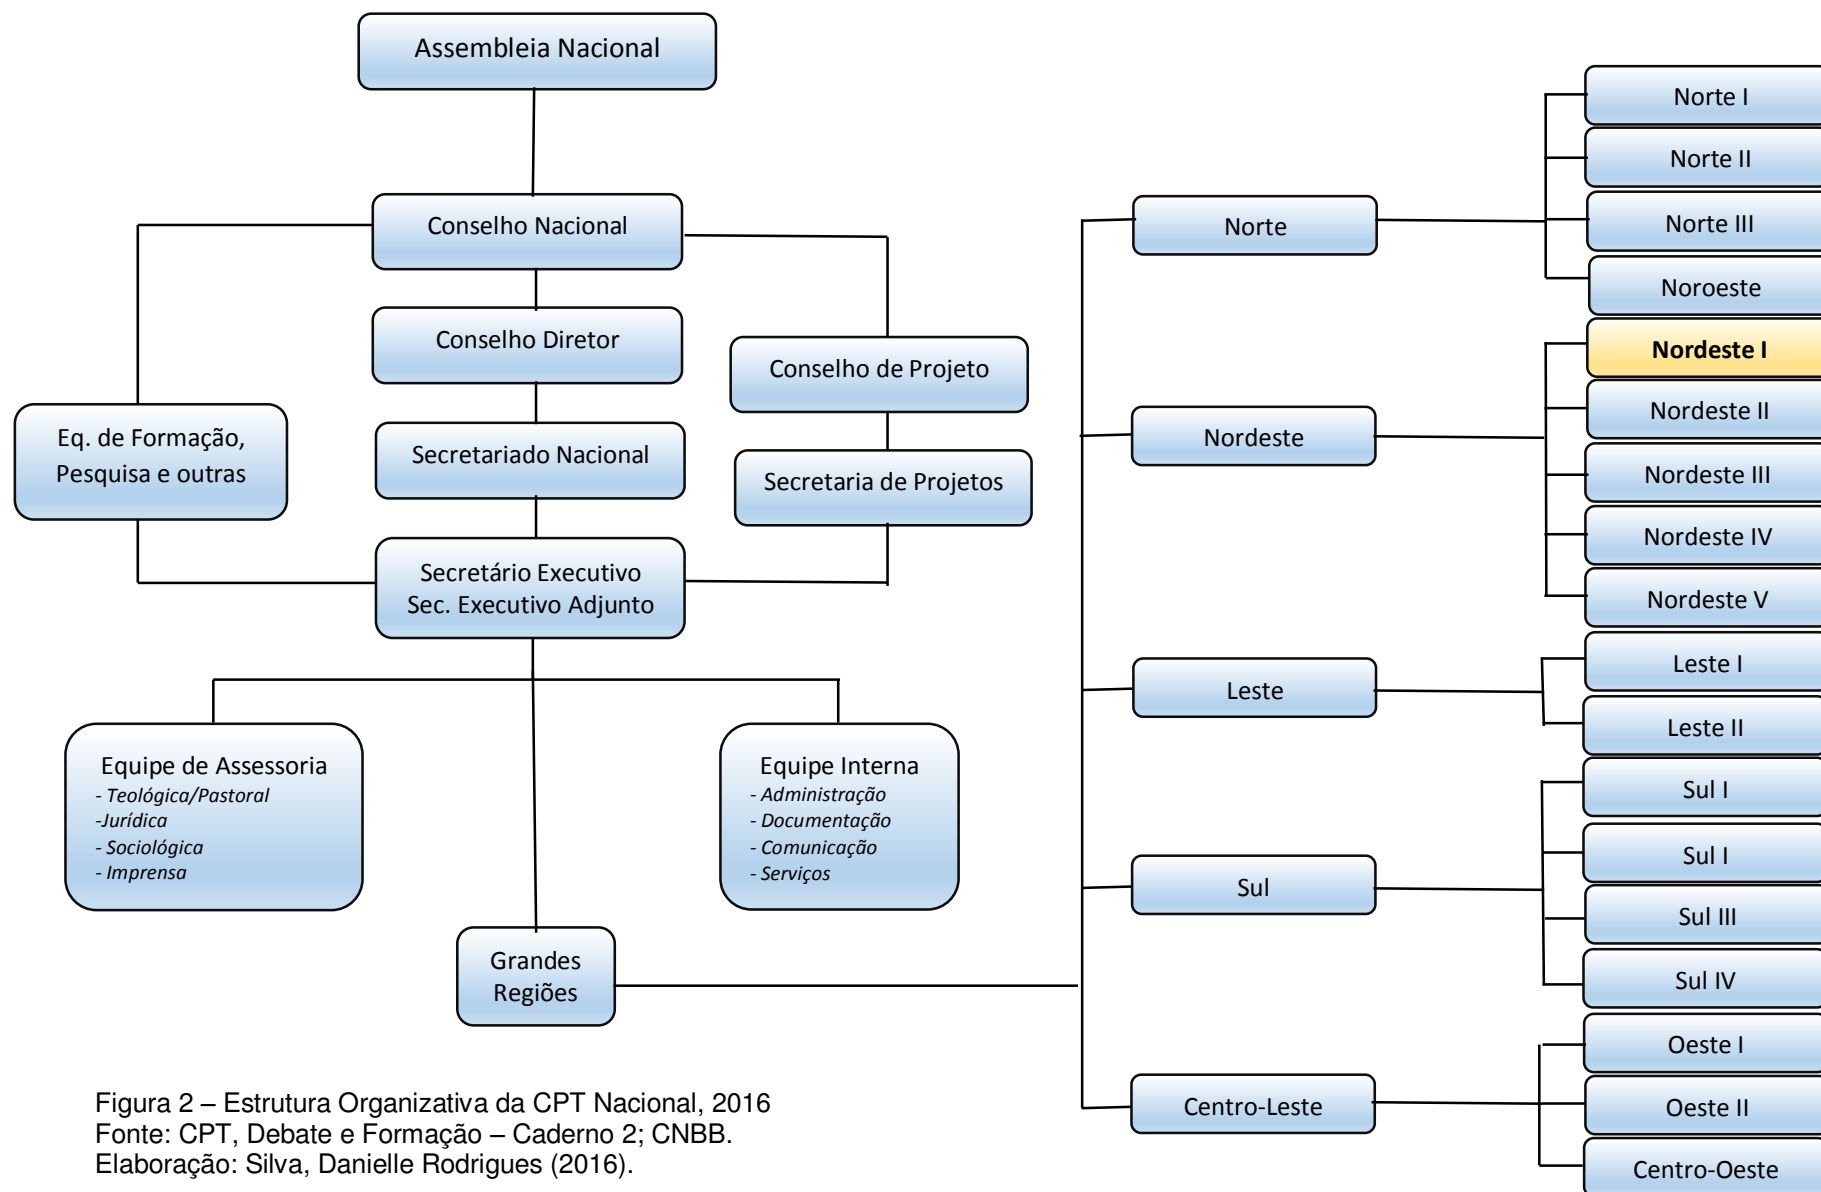 Assembleia Nacional
Conselho Nacional
Conselho Diretor
Conselho de Projeto
Eq. de Formação,
Pesquisa e outras
Secretariado Nacional
Secretaria de Projetos
Secretário Executivo
Sec. Executivo Adjunto
Equipe de Assessoria
- Teológica/Pastoral
-Jurídica
- Sociológica
- Imprensa
Equipe Interna
- Administração
- Documentação
- Comunicação
- Serviços
Grandes
Regiões
Norte
Norte I
Norte II
Norte III
Noroeste
Nordeste
Nordeste I
Nordeste II
Nordeste III
Nordeste IV
Nordeste V
Leste
Leste I
Leste II
Sul
Sul I
Sul I
Sul III
Sul IV
Centro-Leste
Oeste I
Oeste II
Centro-Oeste
Figura 2 – Estrutura Organizativa da CPT Nacional, 2016
Fonte: CPT, Debate e Formação – Caderno 2; CNBB.
Elaboração: Silva, Danielle Rodrigues (2016).